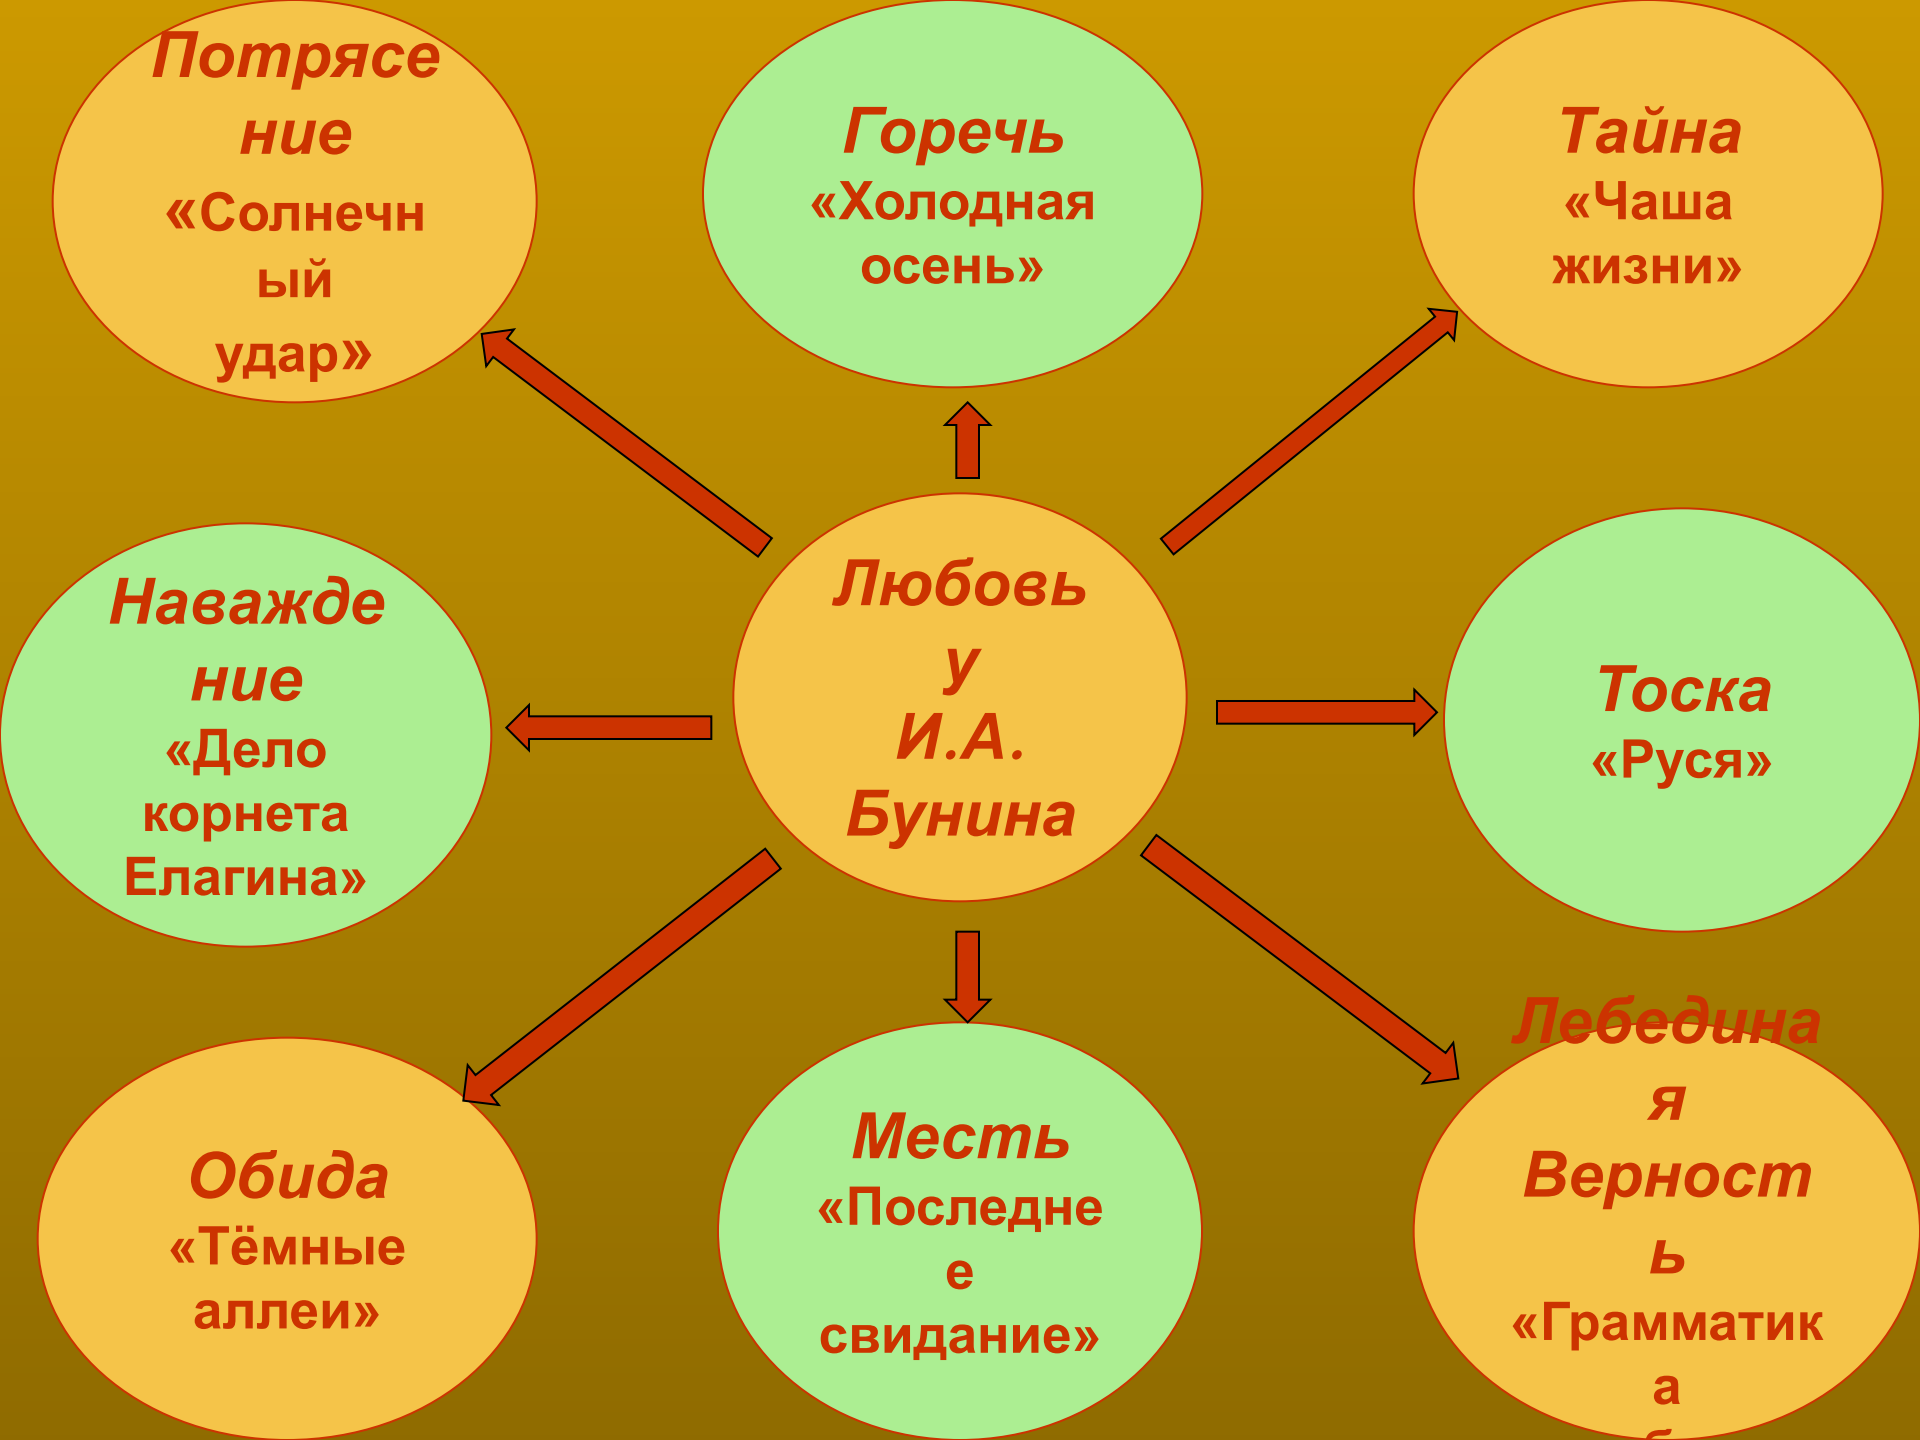 Потрясе
ние
«Солнечн
ый
удар»
Горечь
«Холодная
осень»
Тайна
«Чаша
жизни»
Наважде
ние
«Дело
корнета
Елагина»
Любовь
у
И.А.
Бунина
Тоска
«Руся»
Обида
«Тёмные
аллеи»
Месть
«Последне
е
свидание»
Лебедина
я
Верност
ь
«Грамматик
а